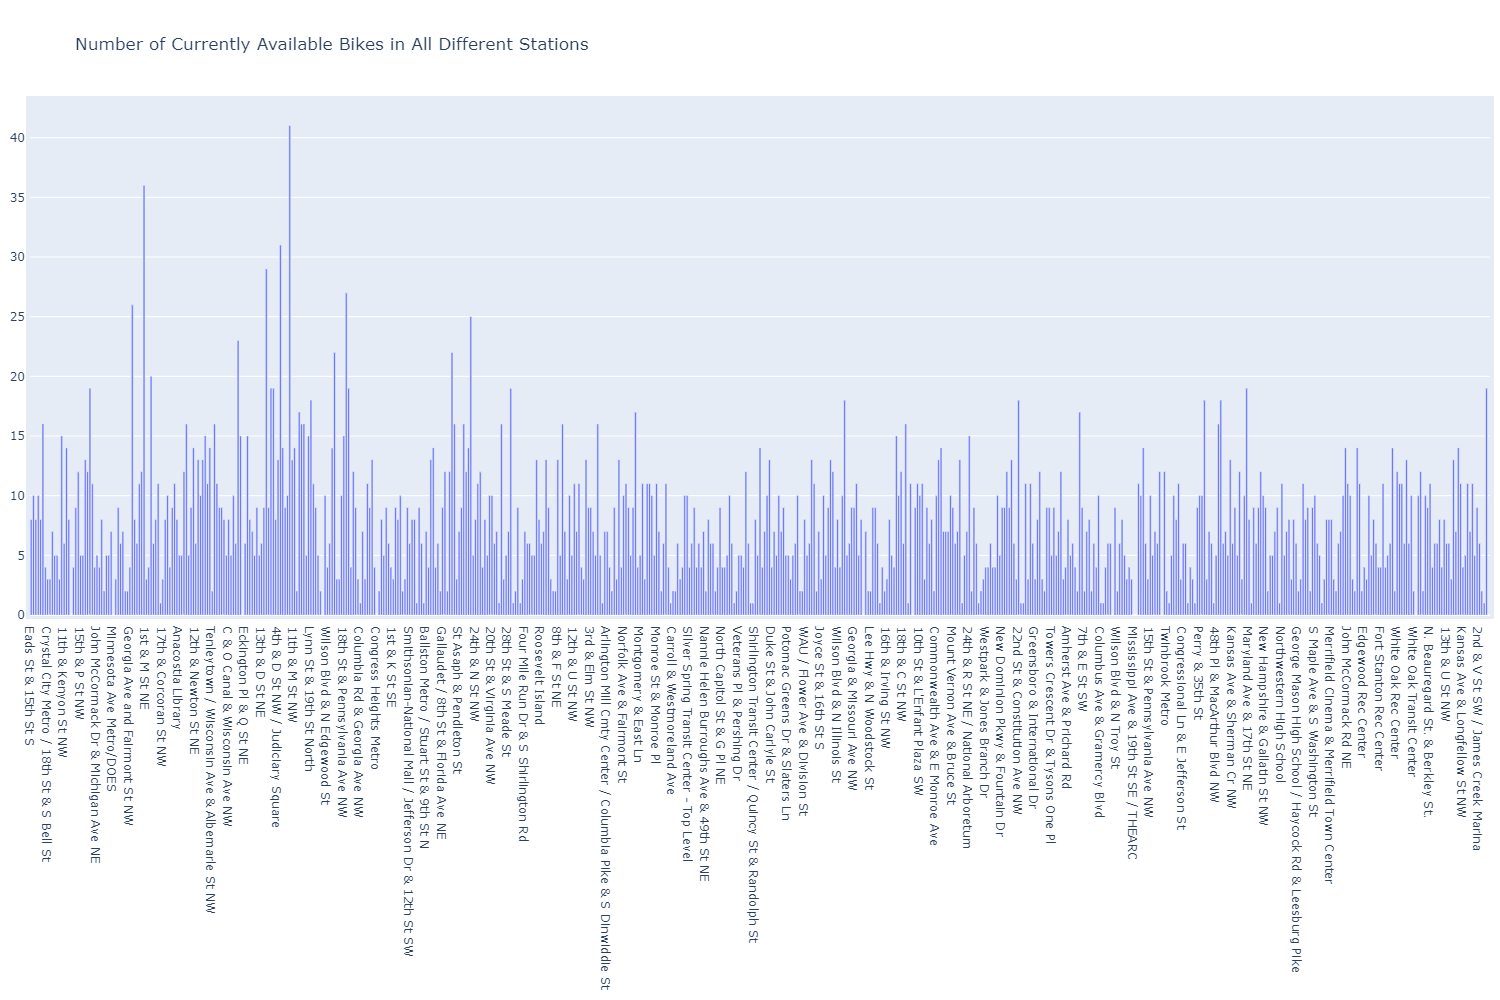 Number of Currently Available Bikes in All Different Stations
40
35
30
25
20
15
10
5
0
Eads St & 15th St S
Crystal City Metro / 18th St & S Bell St
11th & Kenyon St NW
15th & P St NW
John McCormack Dr & Michigan Ave NE
Minnesota Ave Metro/DOES
Georgia Ave and Fairmont St NW
1st & M St NE
17th & Corcoran St NW
Anacostia Library
12th & Newton St NE
Tenleytown / Wisconsin Ave & Albemarle St NW
C & O Canal & Wisconsin Ave NW
Eckington Pl & Q St NE
13th & D St NE
4th & D St NW / Judiciary Square
11th & M St NW
Lynn St & 19th St North
Wilson Blvd & N Edgewood St
18th St & Pennsylvania Ave NW
Columbia Rd & Georgia Ave NW
Congress Heights Metro
1st & K St SE
Smithsonian-National Mall / Jefferson Dr & 12th St SW
Ballston Metro / Stuart St & 9th St N
Gallaudet / 8th St & Florida Ave NE
St Asaph & Pendleton St
24th & N St NW
20th St & Virginia Ave NW
28th St & S Meade St
Four Mile Run Dr & S Shirlington Rd
Roosevelt Island
8th & F St NE
12th & U St NW
3rd & Elm St NW
Arlington Mill Cmty Center / Columbia Pike & S Dinwiddie St
Norfolk Ave & Fairmont St
Montgomery & East Ln
Monroe St & Monroe Pl
Carroll & Westmoreland Ave
Silver Spring Transit Center - Top Level
Nannie Helen Burroughs Ave & 49th St NE
North Capitol St & G Pl NE
Veterans Pl & Pershing Dr
Shirlington Transit Center / Quincy St & Randolph St
Duke St & John Carlyle St
Potomac Greens Dr & Slaters Ln
WAU / Flower Ave & Division St
Joyce St & 16th St S
Wilson Blvd & N Illinois St
Georgia & Missouri Ave NW
Lee Hwy & N Woodstock St
16th & Irving St NW
18th & C St NW
10th St & L'Enfant Plaza SW
Commonwealth Ave & E Monroe Ave
Mount Vernon Ave & Bruce St
24th & R St NE / National Arboretum
Westpark & Jones Branch Dr
New Dominion Pkwy & Fountain Dr
22nd St & Constitution Ave NW
Greensboro & International Dr
Towers Crescent Dr & Tysons One Pl
Amherst Ave & Prichard Rd
7th & E St SW
Columbus Ave & Gramercy Blvd
Wilson Blvd & N Troy St
Mississippi Ave & 19th St SE / THEARC
15th St & Pennsylvania Ave NW
Twinbrook Metro
Congressional Ln & E Jefferson St
Perry & 35th St
48th Pl & MacArthur Blvd NW
Kansas Ave & Sherman Cr NW
Maryland Ave & 17th St NE
New Hampshire & Gallatin St NW
Northwestern High School
George Mason High School / Haycock Rd & Leesburg Pike
S Maple Ave & S Washington St
Merrifield Cinema & Merrifield Town Center
John McCormack Rd NE
Edgewood Rec Center
Fort Stanton Rec Center
White Oak Rec Center
White Oak Transit Center
N. Beauregard St. & Berkley St.
13th & U St NW
Kansas Ave & Longfellow St NW
2nd & V St SW / James Creek Marina